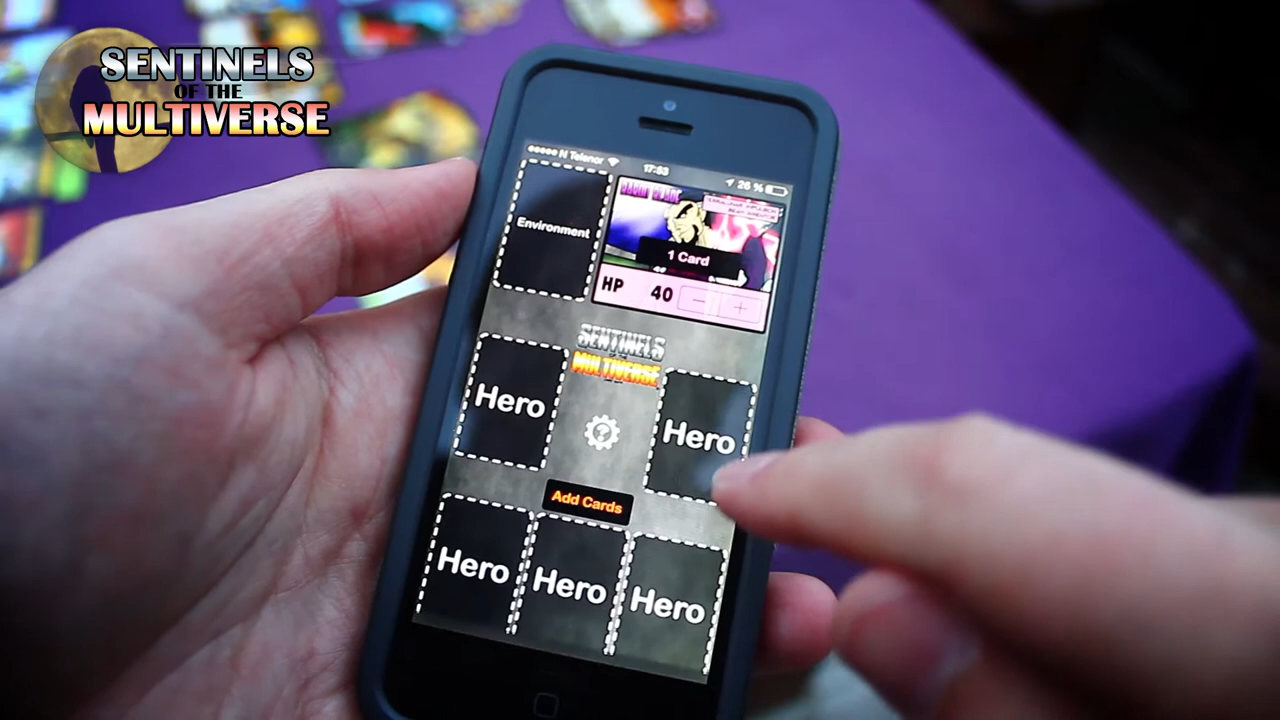 SENTINELS
OF THE
MULTIVERSE
Telenor
17:53
26 %
Environment
1 Card
HP 40
SENTINELS
MULTIVERSE
Hero
Hero
Add Cards
Hero
Hero
Hero